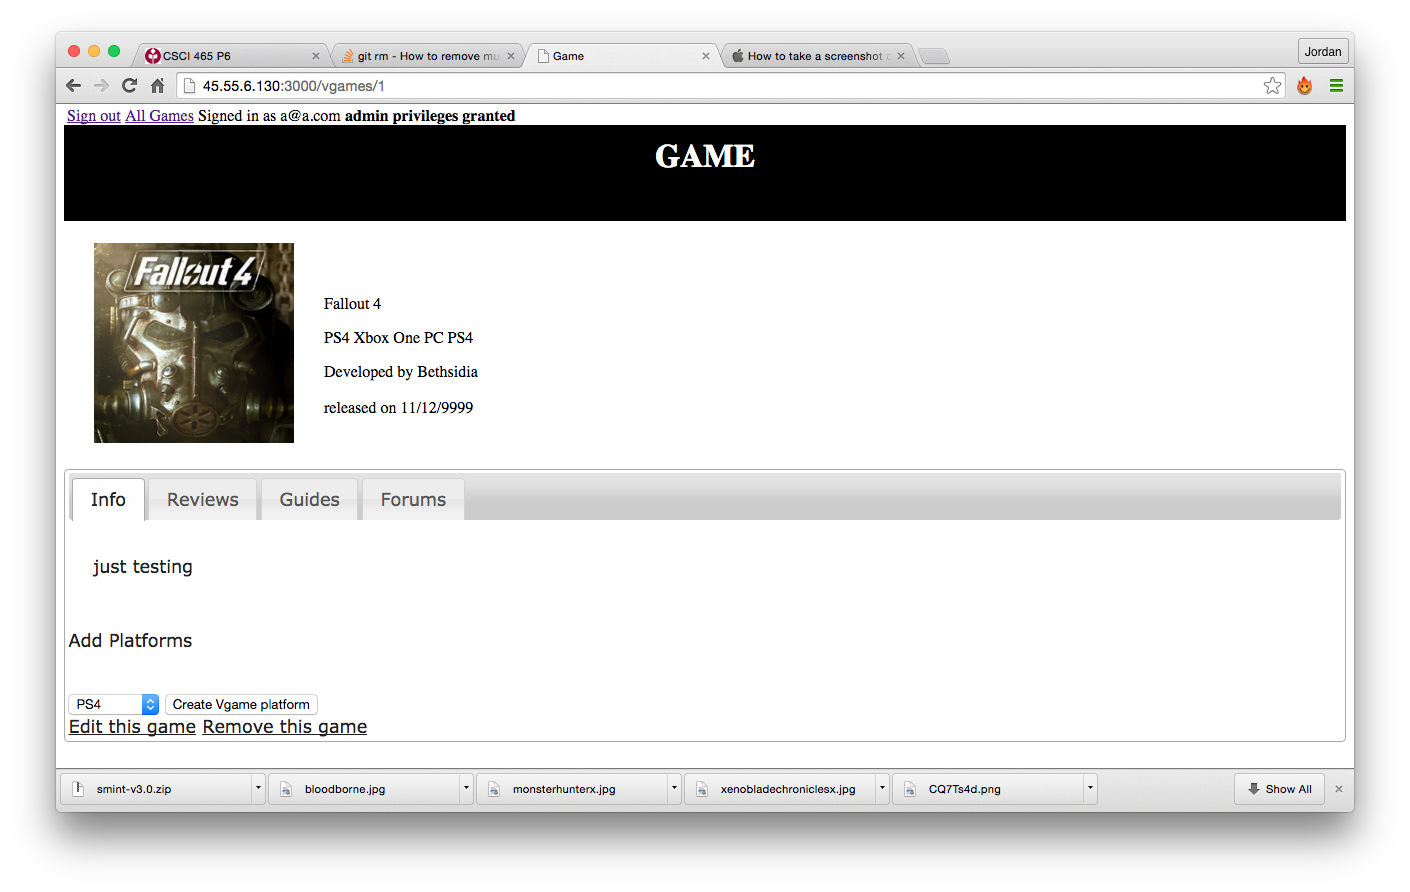 CSCI 465 P6
git rm - How to remove mu
Game
How to take a screenshot
Jordan
45.55.6.130:3000/vgames/1
Sign out All Games Signed in as a@a.com admin privileges granted
GAME
Fallout 4
Fallout 4
PS4 Xbox One PC PS4
Developed by Bethsidia
released on 11/12/9999
Info Reviews Guides Forums
just testing
Add Platforms
PS4 Create Vgame platform
Edit this game Remove this game
smint-v3.0.zip bloodborne.jpg monsterhunterx.jpg xenobladechroniclesx.jpg CQ7Ts4d.png Show All